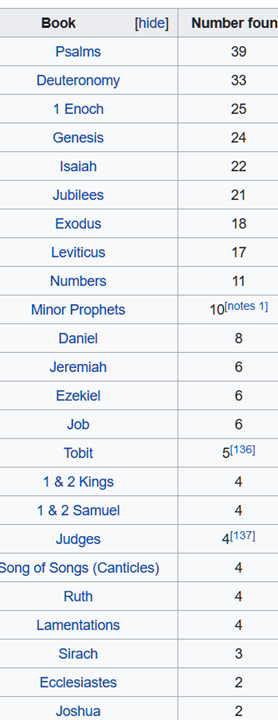 Book [hide] Number foun
Psalms 39
Deuteronomy 33
1 Enoch 25
Genesis 24
Isaiah 22
Jubilees 21
Exodus 18
Leviticus 17
Numbers 11
Minor Prophets 10[notes 1]
Daniel 8
Jeremiah 6
Ezekiel 6
Job 6
Tobit 5[136]
1 & 2 Kings 4
1 & 2 Samuel 4
Judges 4[137]
Song of Songs (Canticles) 4
Ruth 4
Lamentations 4
Sirach 3
Ecclesiastes 2
Joshua 2